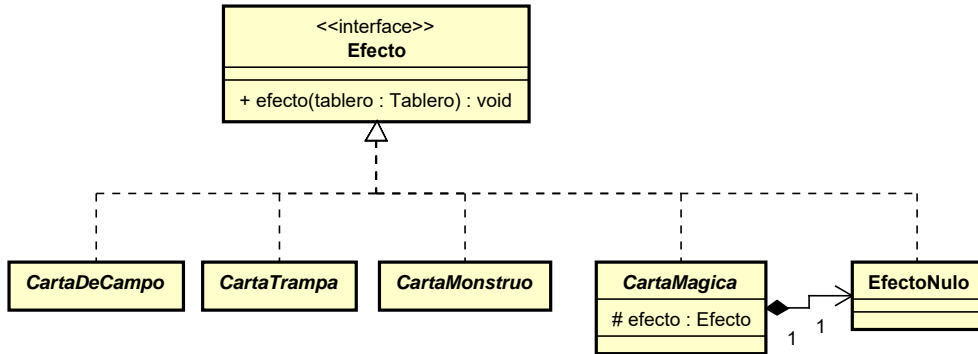 <<interface>>
Efecto
+ efecto(tablero : Tablero) : void
CartaDeCampo
CartaTrampa
CartaMonstruo
CartaMagica
# efecto : Efecto
EfectoNulo
1
1